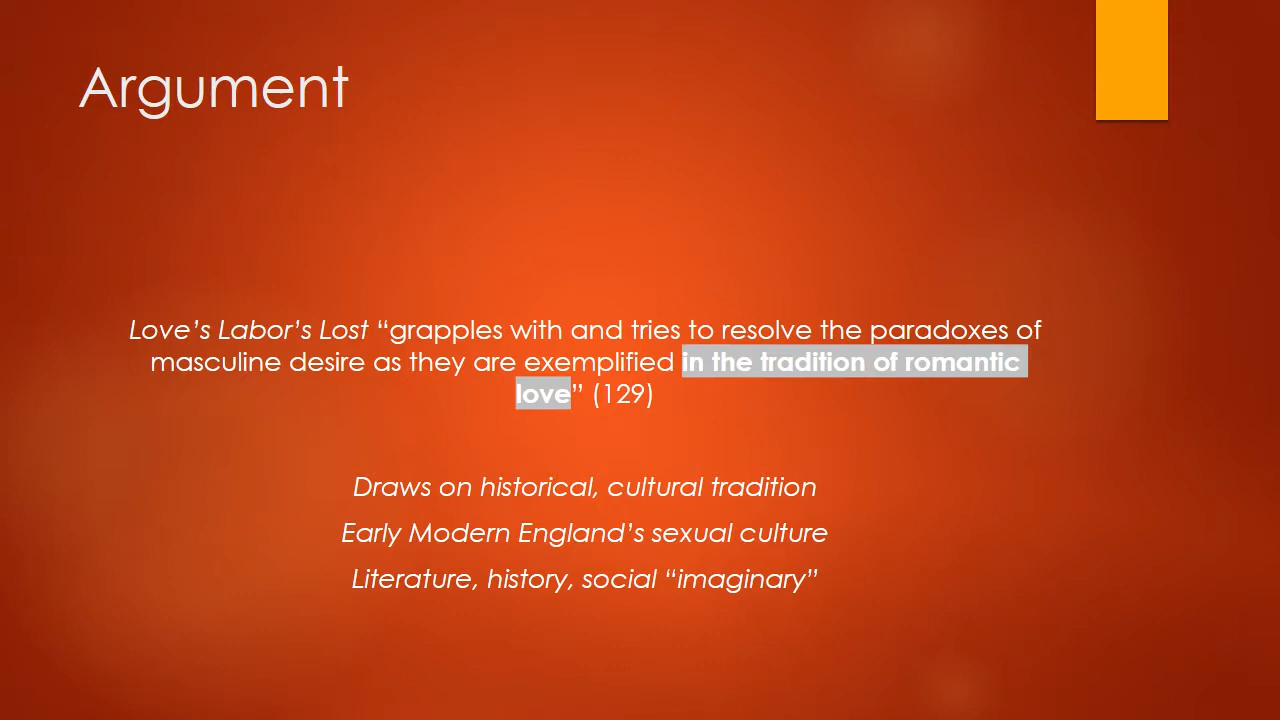 Argument
Love’s Labor’s Lost “grapples with and tries to resolve the paradoxes of
masculine desire as they are exemplified in the tradition of romantic
love” (129)
Draws on historical, cultural tradition
Early Modern England’s sexual culture
Literature, history, social “imaginary”